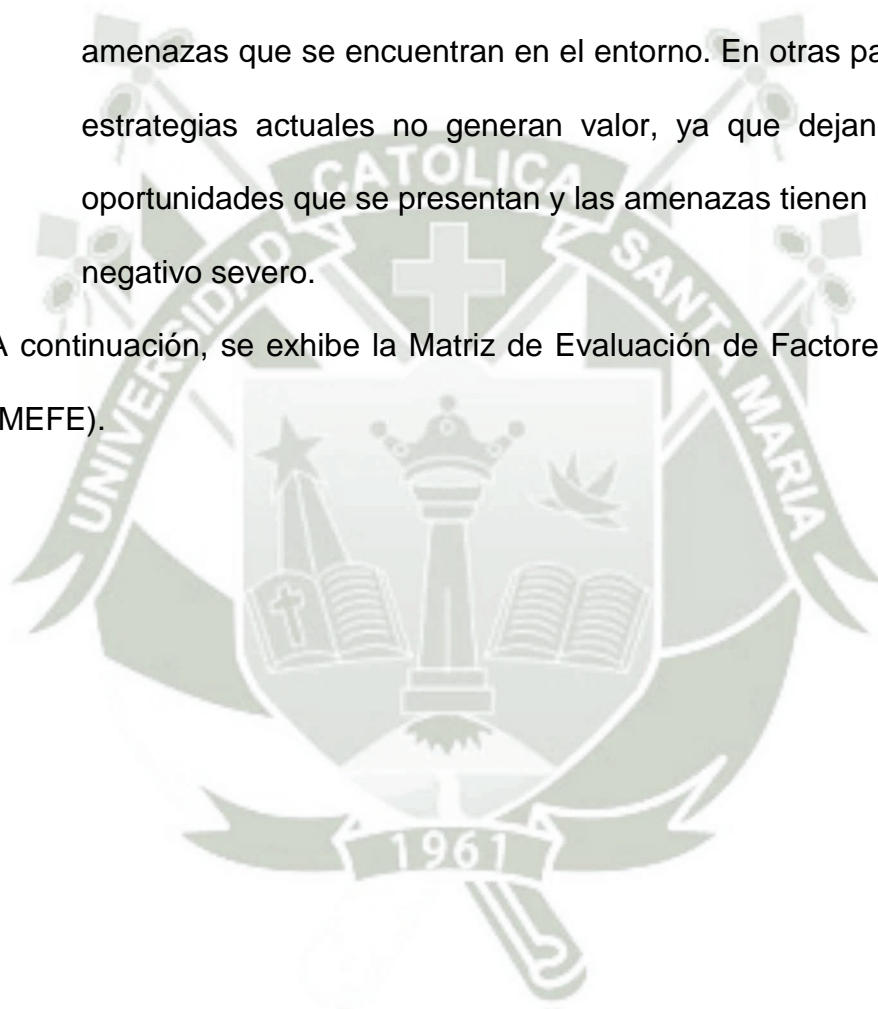 amenazas que se encuentran en el entorno. En otras pa
estrategias actuales no generan valor, ya que dejan
oportunidades que se presentan y las amenazas tienen
negativo severo.
A continuación, se exhibe la Matriz de Evaluación de Factore
MEFE).
UNIVERSIDAD CATOLICA SANTA MARIA
1961